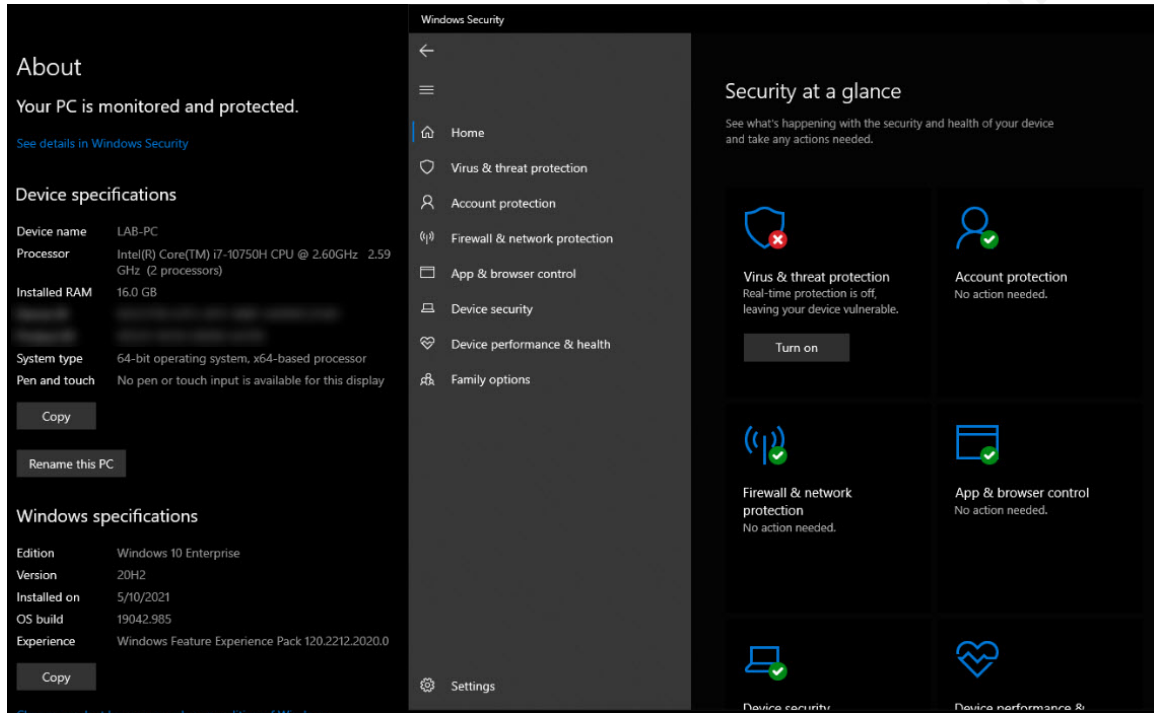 About
Your PC is monitored and protected.
See details in Windows Security
Device specifications
Device name LAB-PC
Processor Intel(R) Core(TM) i7-10750H CPU @ 2.60GHz 2.59
GHz (2 processors)
Installed RAM 16.0 GB
System type 64-bit operating system, x64-based processor
Pen and touch No pen or touch input is available for this display
Copy
Rename this PC
Windows specifications
Edition Windows 10 Enterprise
Version 20H2
Installed on 5/10/2021
OS build 19042.985
Experience Windows Feature Experience Pack 120.2212.2020.0
Copy
Windows Security
Home
Virus & threat protection
Account protection
Firewall & network protection
App & browser control
Device security
Device performance & health
Family options
Settings
Security at a glance
See what's happening with the security and health of your device
and take any actions needed.
Virus & threat protection
Real-time protection is off,
leaving your device vulnerable.
Turn on
Account protection
No action needed.
Firewall & network
protection
No action needed.
App & browser control
No action needed.
Device security
Device performance &